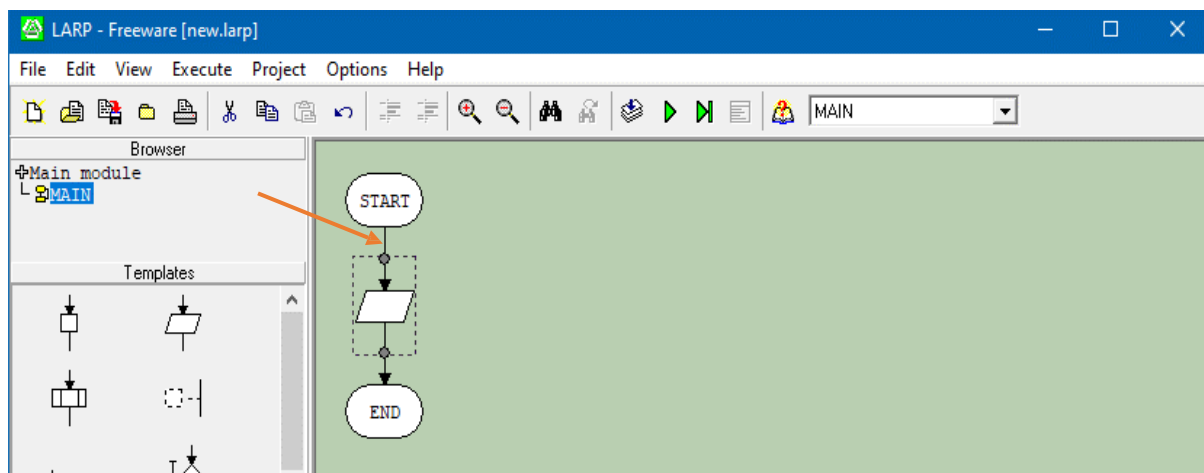 LARP - Freeware [new.larp]
File Edit View Execute Project Options Help
MAIN
Browser
Main module
MAIN
START
Templates
END